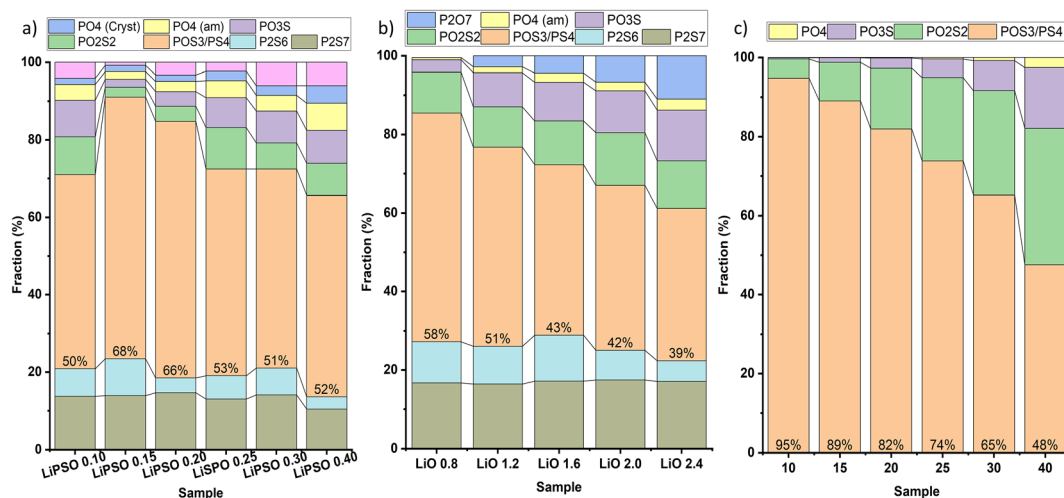 a)
PO4 (Cryst) PO4 (am) PO3S
PO2S2 POS3/PS4 P2S6 P2S7
Fraction (%)
100
80
60
40
20
0
50% 68% 66% 53% 51% 52%
LiPSO 0.10 LiPSO 0.15 LiPSO 0.20 LiSPO 0.25 LiPSO 0.30 LiPSO 0.40
Sample
b)
P2O7 PO4 (am) PO3S
PO2S2 POS3/PS4 P2S6 P2S7
Fraction (%)
100
80
60
40
20
0
58% 51% 43% 42% 39%
LiO 0.8 LiO 1.2 LiO 1.6 LiO 2.0 LiO 2.4
Sample
c)
PO4 PO3S PO2S2 POS3/PS4
Fraction (%)
100
80
60
40
20
0
95% 89% 82% 74% 65% 48%
10 15 20 25 30 40
Sample